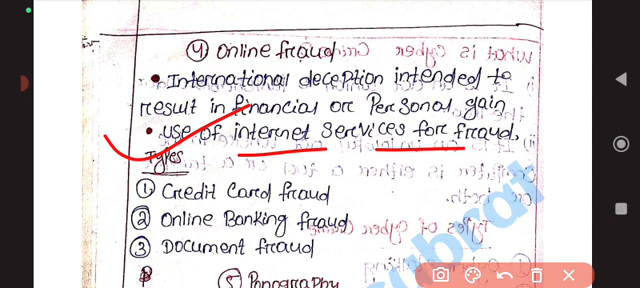 ④ Online fraud
• International deception intended to
result in financial or Personal gain
• use of internet services for fraud.
Types
① Credit Card fraud
② Online Banking fraud
③ Document fraud
⑤ Ponography